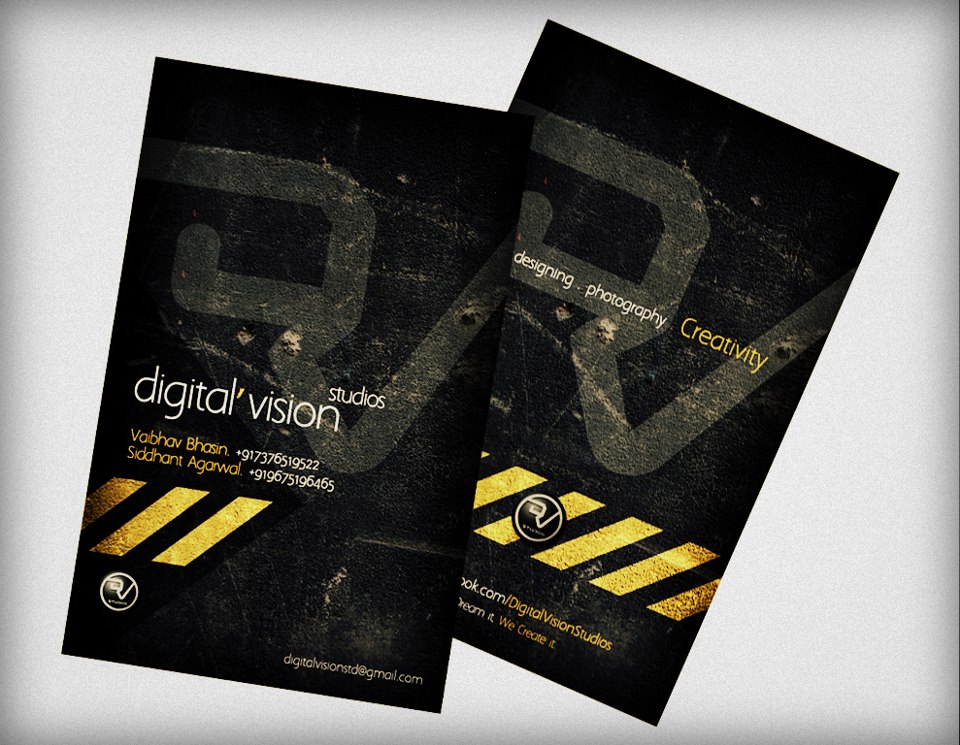 digital'vision studios
Vaibhav Bhasin. +917376519522
Siddhant Agarwal. +919675196465
digitalvisionstd@gmail.com
designing . photography Creativity
ook.com/DigitalVisionStudios
Dream it. We Create it.